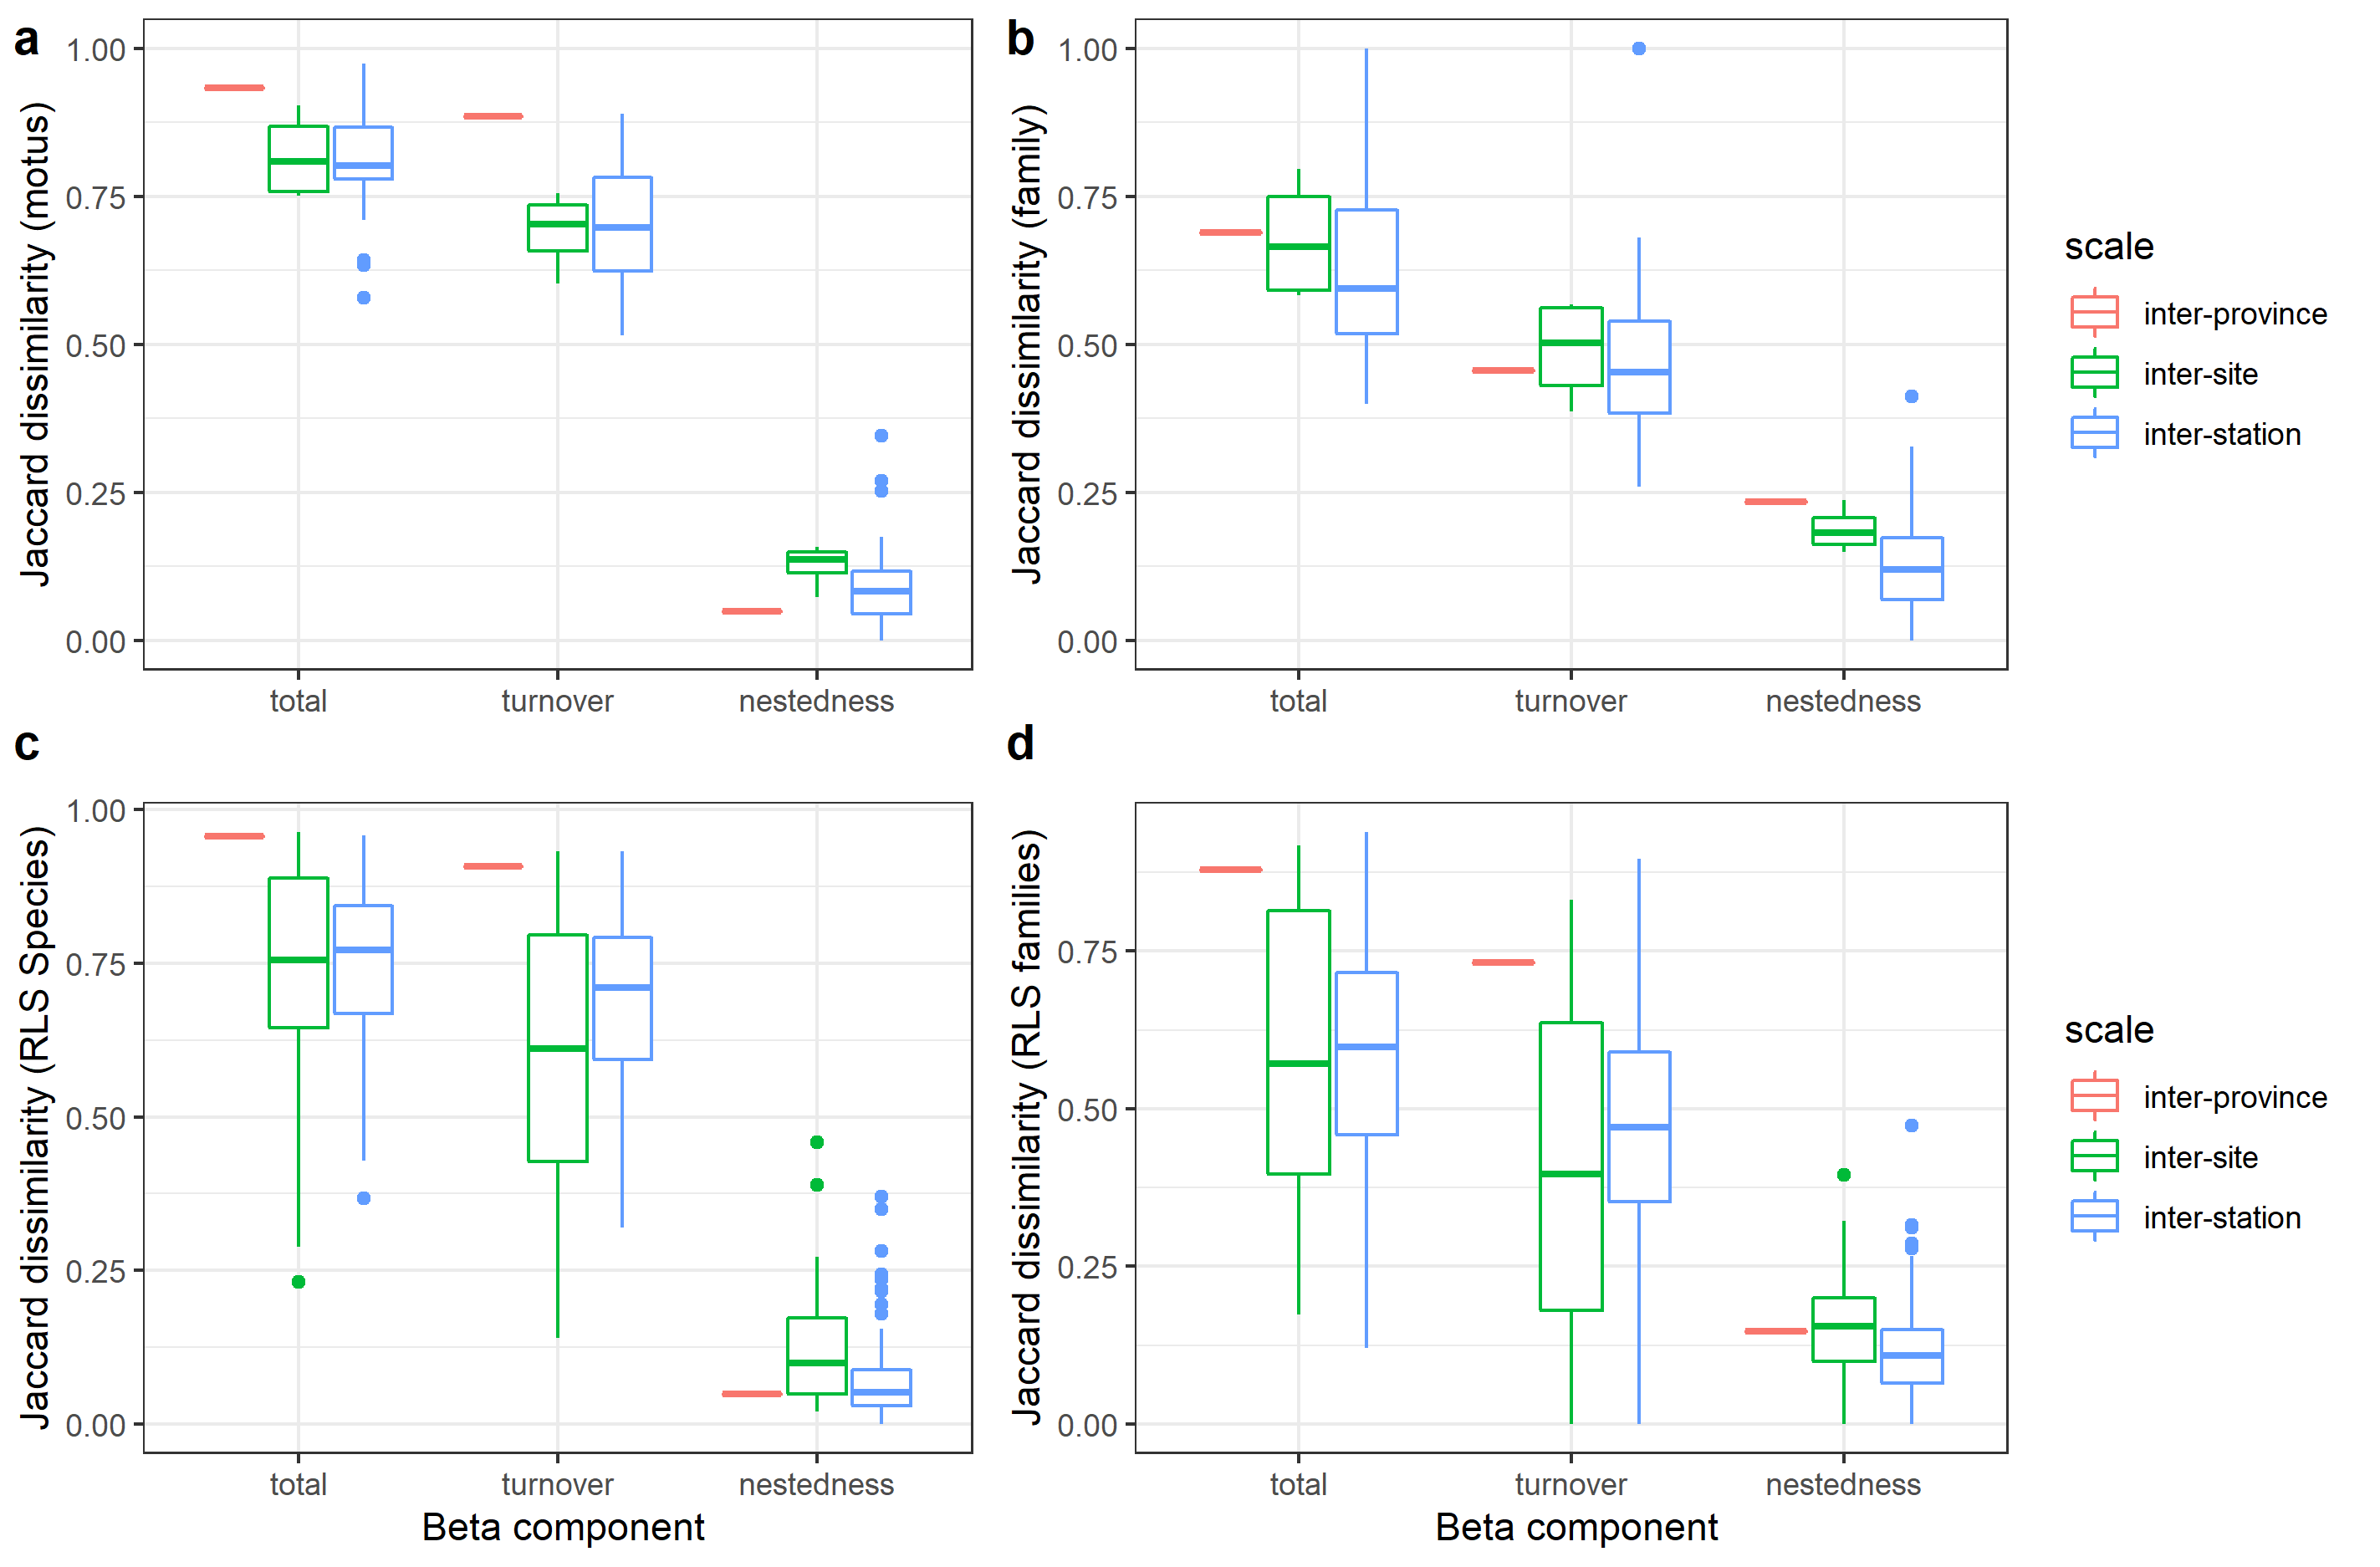 a
Jaccard dissimilarity (motus)
1.00
0.75
0.50
0.25
0.00
total
turnover
nestedness
b
Jaccard dissimilarity (family)
1.00
0.75
0.50
0.25
0.00
total
turnover
nestedness
scale
inter-province
inter-site
inter-station
c
Jaccard dissimilarity (RLS Species)
1.00
0.75
0.50
0.25
0.00
total
turnover
nestedness
Beta component
d
Jaccard dissimilarity (RLS families)
0.75
0.50
0.25
0.00
total
turnover
nestedness
Beta component
scale
inter-province
inter-site
inter-station